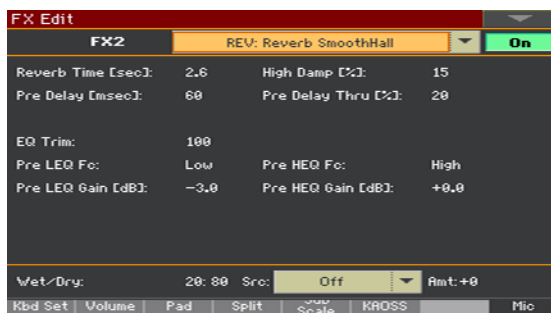 FX Edit
FX2 REV: Reverb SmoothHall On
Reverb Time [sec]: 2.6 High Damp [%]: 15
Pre Delay [msec]: 60 Pre Delay Thru [%]: 20
EQ Trim: 100
Pre LEQ Fc: Low Pre HEQ Fc: High
Pre LEQ Gain [dB]: -3.0 Pre HEQ Gain [dB]: +0.0
Wet/Dry: 20:80 Src: Off Amt:+0
Kbd Set Volume Pad Split Sub Scale KAOSS Mic